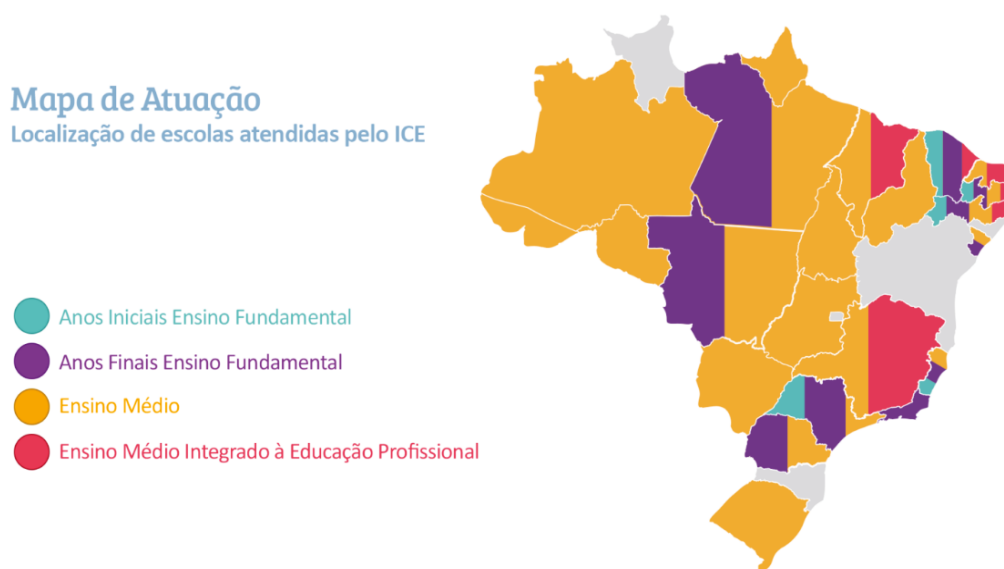 Mapa de Atuação
Localização de escolas atendidas pelo ICE
Anos Iniciais Ensino Fundamental
Anos Finais Ensino Fundamental
Ensino Médio
Ensino Médio Integrado à Educação Profissional